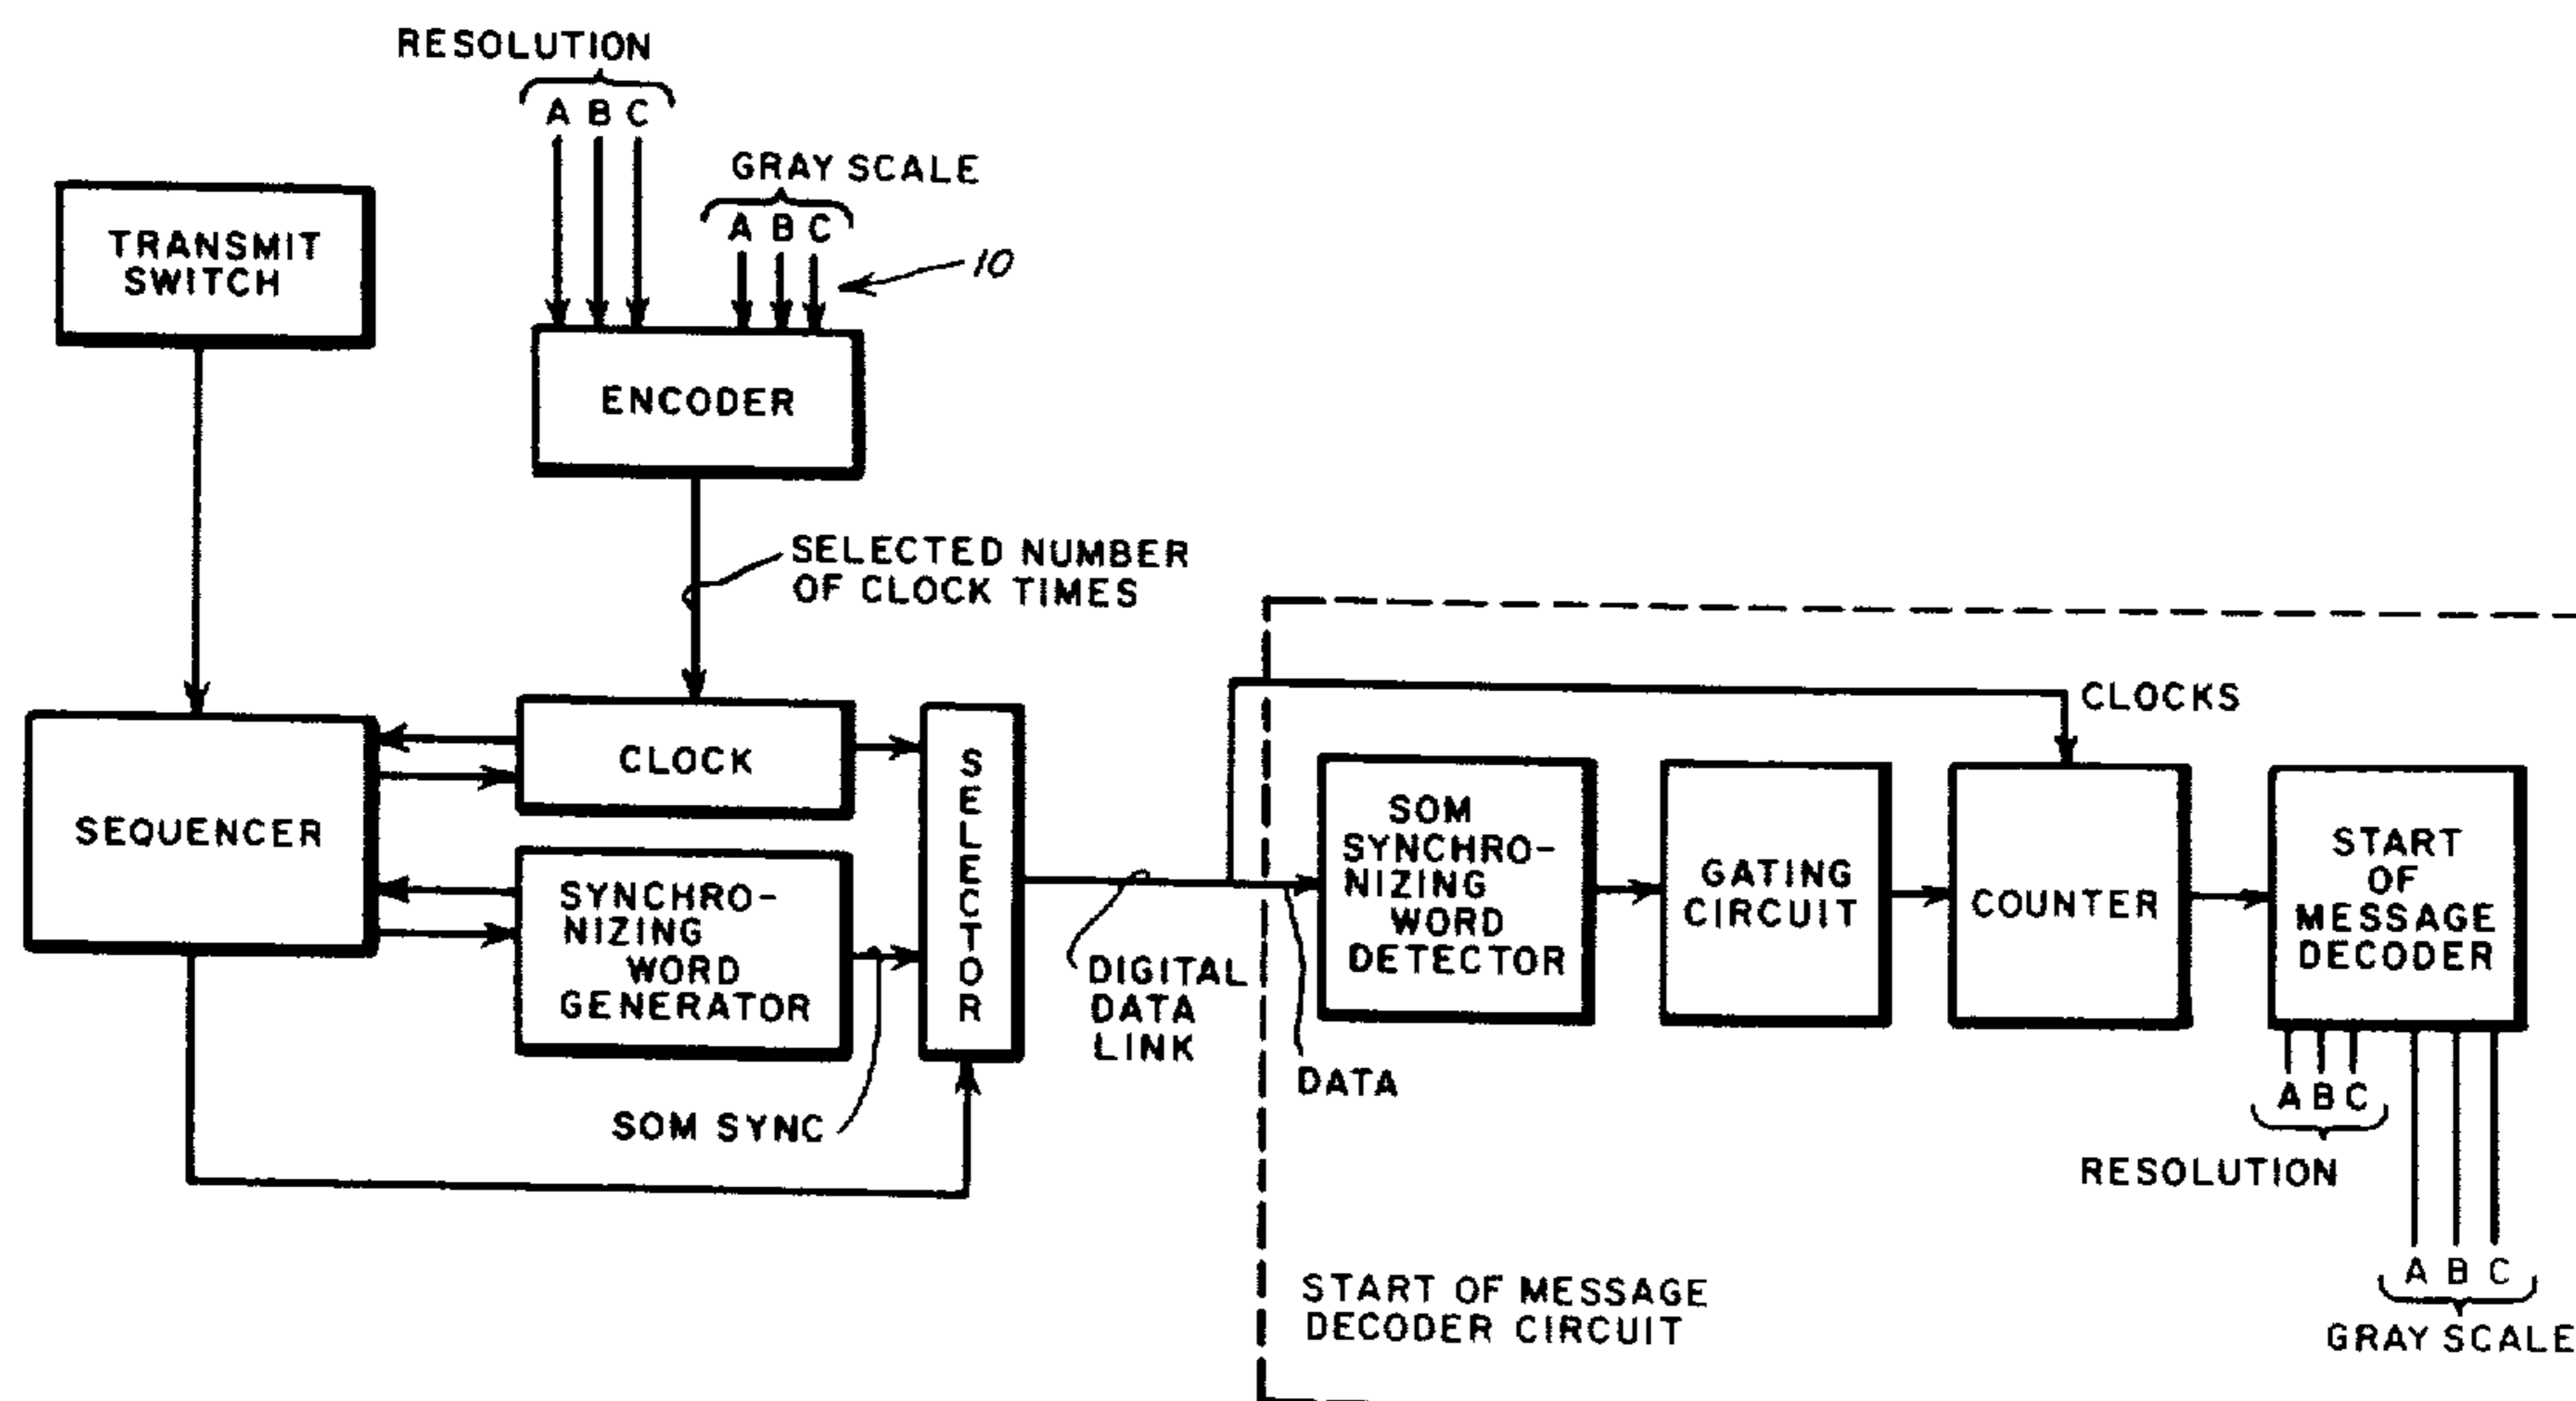 RESOLUTION
A B C
GRAY SCALE
A B C
10
TRANSMIT
SWITCH
ENCODER
SELECTED NUMBER
OF CLOCK TIMES
SEQUENCER
CLOCK
SYNCHRO-
NIZING
WORD
GENERATOR
SOM SYNC
SELECTOR
DIGITAL
DATA
LINK
DATA
CLOCKS
SOM
SYNCHRO-
NIZING
WORD
DETECTOR
GATING
CIRCUIT
COUNTER
START
OF
MESSAGE
DECODER
A B C
RESOLUTION
A B C
GRAY SCALE
START OF MESSAGE
DECODER CIRCUIT